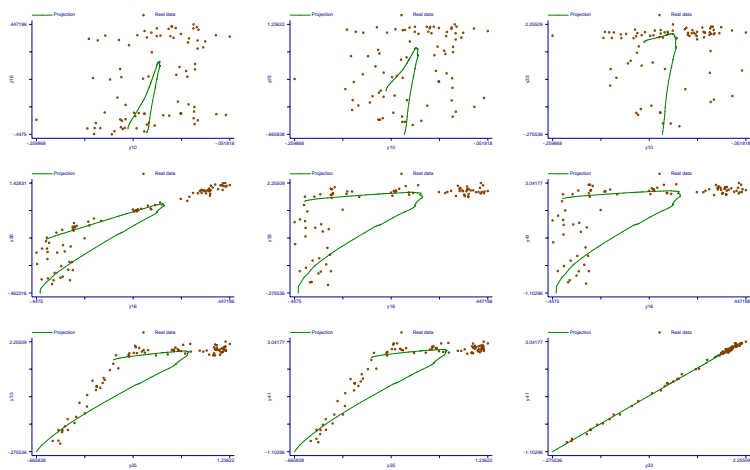 Projection Real data
.447196
y16
-.4475
-.259868 y10 -.051818
Projection Real data
1.23622
y25
-.665838
-.259868 y10 -.051818
Projection Real data
2.25509
y33
-.275536
-.259868 y10 -.051818
Projection Real data
1.42831
-.462016
-.4475 y16 .447196
Projection Real data
2.25509
y33
-.275536
-.4475 y16 .447196
Projection Real data
3.04177
y41
-1.10296
-.4475 y16 .447196
Projection Real data
2.25509
y33
-.275536
-.665838 y25 1.23622
Projection Real data
3.04177
y41
-1.10296
-.665838 y25 1.23622
Projection Real data
3.04177
y41
-1.10296
-.275536 y33 2.25509